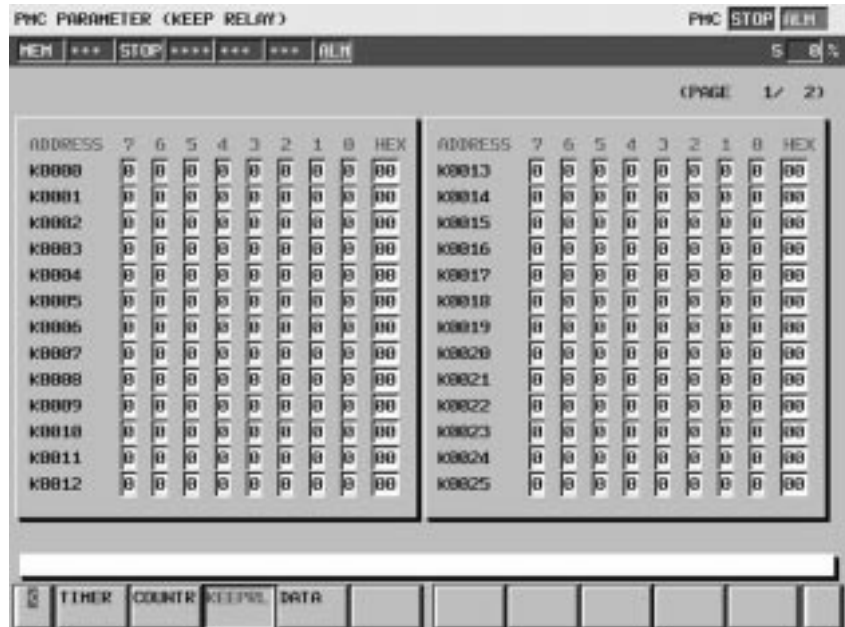 PMC PARAMETER (KEEP RELAY) PMC STOP ALM
MEM *** STOP **** *** *** ALM S 0 %
(PAGE 1/ 2)
ADDRESS 7 6 5 4 3 2 1 0 HEX ADDRESS 7 6 5 4 3 2 1 0 HEX
K0000 0 0 0 0 0 0 0 0 00 K0013 0 0 0 0 0 0 0 0 00
K0001 0 0 0 0 0 0 0 0 00 K0014 0 0 0 0 0 0 0 0 00
K0002 0 0 0 0 0 0 0 0 00 K0015 0 0 0 0 0 0 0 0 00
K0003 0 0 0 0 0 0 0 0 00 K0016 0 0 0 0 0 0 0 0 00
K0004 0 0 0 0 0 0 0 0 00 K0017 0 0 0 0 0 0 0 0 00
K0005 0 0 0 0 0 0 0 0 00 K0018 0 0 0 0 0 0 0 0 00
K0006 0 0 0 0 0 0 0 0 00 K0019 0 0 0 0 0 0 0 0 00
K0007 0 0 0 0 0 0 0 0 00 K0020 0 0 0 0 0 0 0 0 00
K0008 0 0 0 0 0 0 0 0 00 K0021 0 0 0 0 0 0 0 0 00
K0009 0 0 0 0 0 0 0 0 00 K0022 0 0 0 0 0 0 0 0 00
K0010 0 0 0 0 0 0 0 0 00 K0023 0 0 0 0 0 0 0 0 00
K0011 0 0 0 0 0 0 0 0 00 K0024 0 0 0 0 0 0 0 0 00
K0012 0 0 0 0 0 0 0 0 00 K0025 0 0 0 0 0 0 0 0 00
TIMER COUNTR KEEPRL DATA